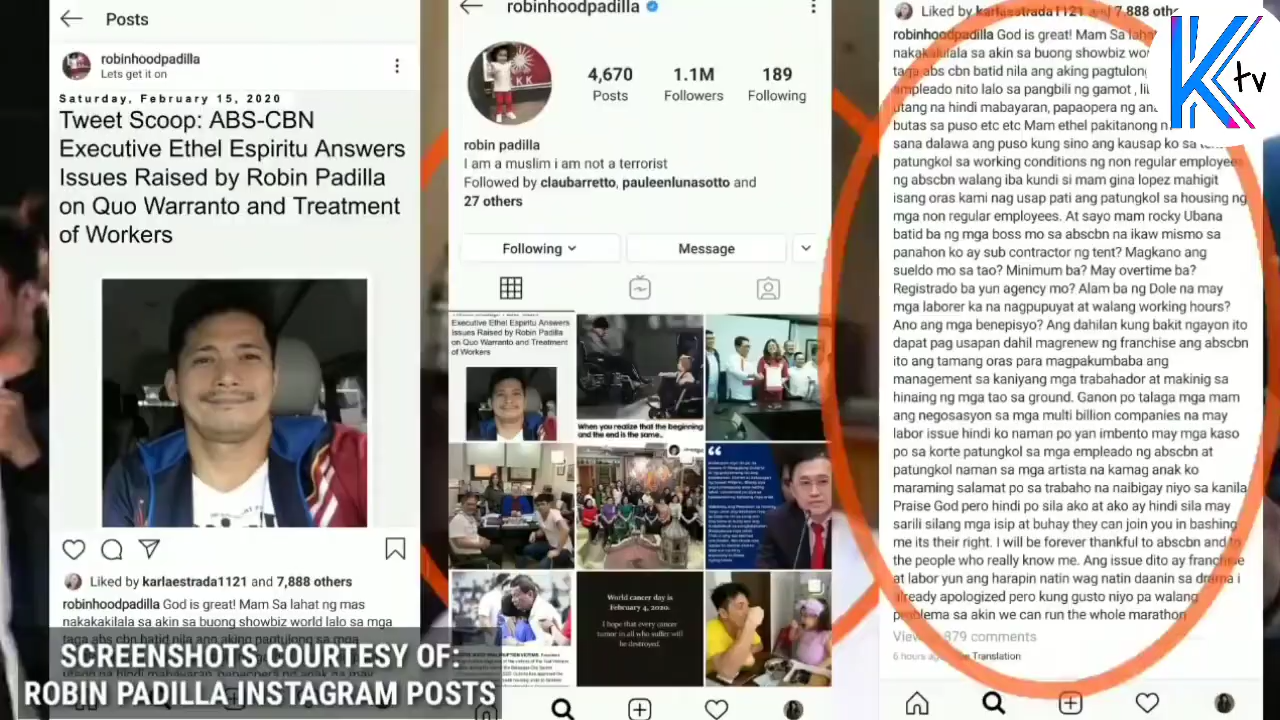 Posts
robinhoodpadilla
Lets get it on
Saturday, February 15, 2020
Tweet Scoop: ABS-CBN
Executive Ethel Espiritu Answers
Issues Raised by Robin Padilla
on Quo Warranto and Treatment
of Workers
Liked by karlaestrada1121 and 7,888 others
robinhoodpadilla God is great! Mam Sa lahat ng mas
nakakakilala sa akin sa buong showbiz world lalo sa mga
taga abs cbn batid nila ang aking pagtulong sa mga
SCREENSHOTS COURTESY OF:
ROBIN PADILLA INSTAGRAM POSTS
robinhoodpadilla
4,670
Posts
1.1M
Followers
189
Following
robin padilla
I am a muslim i am not a terrorist
Followed by claubarretto, pauleenlunasotto and
27 others
Following
Message
Executive Ethel Espiritu Answers
Issues Raised by Robin Padilla
on Quo Warranto and Treatment
of Workers
When you realize that the beginning
and the end is the same..
KK
World cancer day is
February 4, 2020.
I hope that every cancer
tumor in all who suffer will
be destroyed.
Liked by karlaestrada1121 and 7,888
robinhoodpadilla God is great! Mam Sa lahat
nakakakilala sa akin sa buong showbiz
taga abs cbn batid nila ang aking pagtulong
empleado nito lalo sa pangbili ng gamot ,
utang na hindi mabayaran, papaopera ng
butas sa puso etc etc Mam ethel pakitanong
sana dalawa ang puso kung sino ang kausap ko sa
patungkol sa working conditions ng non regular employees
ng abscbn walang iba kundi si mam gina lopez mahigit
isang oras kami nag usap pati ang patungkol sa housing ng
mga non regular employees. At sayo mam rocky Ubana
batid ba ng mga boss mo sa abscbn na ikaw mismo sa
panahon ko ay sub contractor ng tent? Magkano ang
sueldo mo sa tao? Minimum ba? May overtime ba?
Registrado ba yun agency mo? Alam ba ng Dole na may
mga laborer ka na nagpupuyat at walang working hours?
Walang mga benepisyo? Ang dahilan kung bakit ngayon ito
dapat pag usapan dahil magrenew ng franchise ang abscbn
ito ang tamang oras para magpakumbaba ang
management sa kaniyang mga trabahador at making sa
hinaing ng mga tao sa ground. Ganon po talaga mga mam
ang negosasyon sa mga multi billion companies na may
labor issue hindi ko naman po yan imbento may mga kaso
po sa korte patungkol sa mga empleyado ng abscbn at
patungkol naman sa mga artista na kampante at
maraming salamat sa trabaho na naibibigay ko sa kanila
Praise God pero hindi po sila ako at ako ay hindi sila may
sarili silang prinsipyo sa buhay they can join you bashing
me its their right i will be forever thankful to abscbn and to
the people who really know me. Ang issue dito ay franchise
at labor yun ang harapin natin wag natin daanin sa drama i
already apologized pero kung gusto niyo pa walang
problema sa akin we can do the whole marathon
979 comments
6 hours ago
Translation
K tv